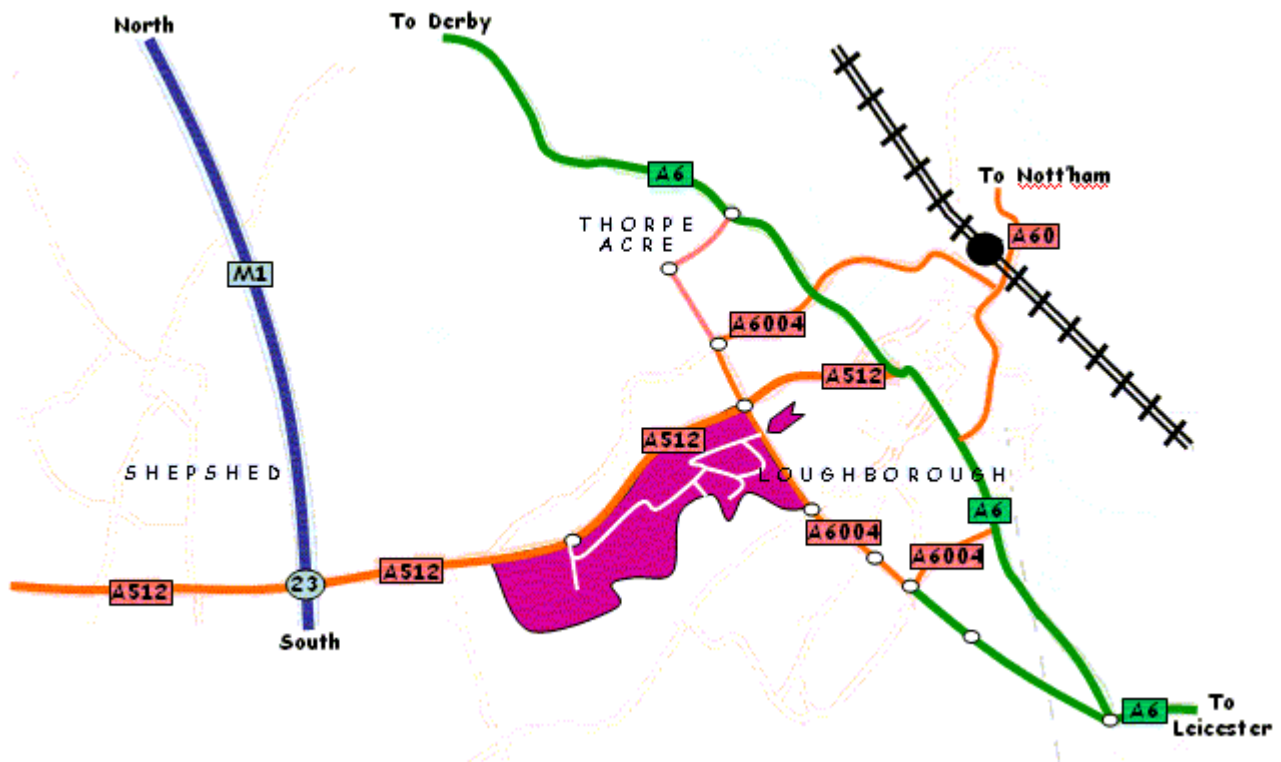 North
To Derby
A6
To Nott'ham
THORPE
ACRE
A60
M1
A6004
A512
A512
SHEPSHED
LOUGHBOROUGH
A6
A6004
A6004
A512
A512
23
South
A6
To
Leicester